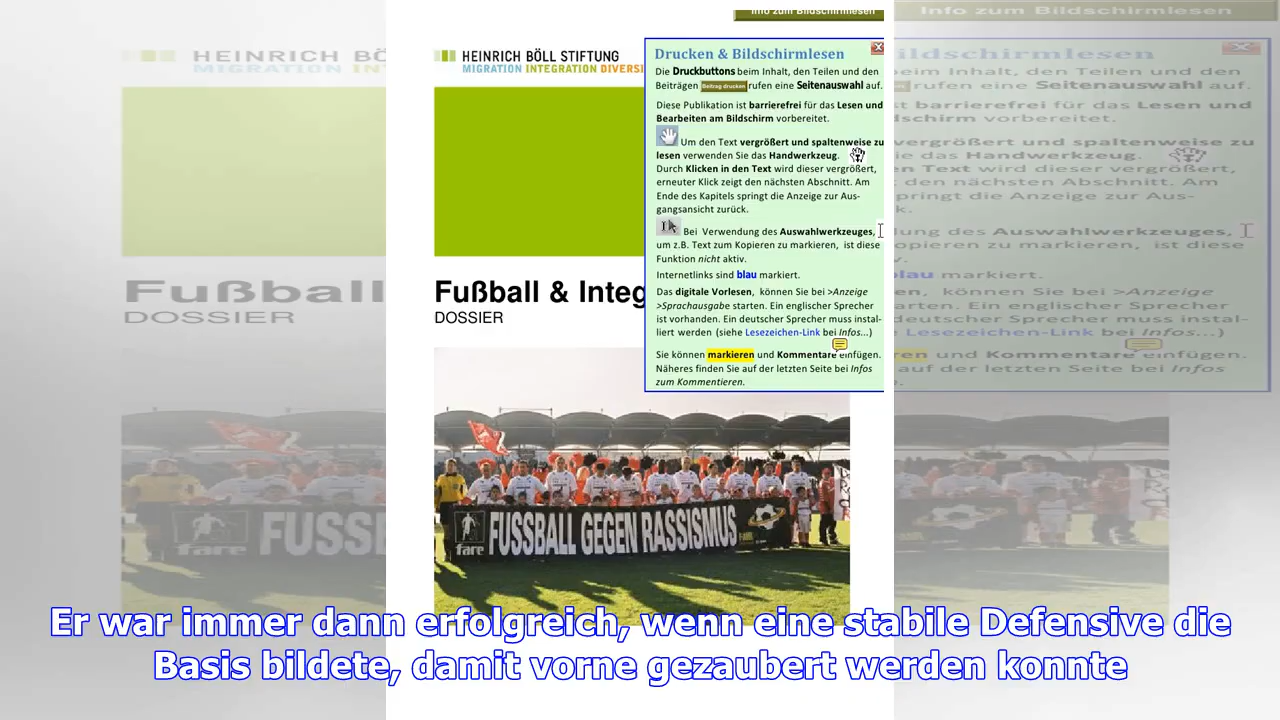 Info zum Bildschirmlesen
HEINRICH BÖLL STIFTUNG
MIGRATION INTEGRATION DIVERSI
Drucken & Bildschirmlesen
Die Druckbuttons beim Inhalt, den Teilen und den
Beiträgen Beitrag drucken rufen eine Seitenauswahl auf.
Diese Publikation ist barrierefrei für das Lesen und
Bearbeiten am Bildschirm vorbereitet.
Um den Text vergrößert und spaltenweise zu
lesen verwenden Sie das Handwerkzeug.
Durch Klicken in den Text wird dieser vergrößert,
erneuter Klick zeigt den nächsten Abschnitt. Am
Ende des Kapitels springt die Anzeige zur Aus-
gangsansicht zurück.
Bei Verwendung des Auswahlwerkzeuges,
um z.B. Text zum Kopieren zu markieren, ist diese
Funktion nicht aktiv.
Internetlinks sind blau markiert.
Das digitale Vorlesen, können Sie bei >Anzeige
>Sprachausgabe starten. Ein englischer Sprecher
ist vorhanden. Ein deutscher Sprecher muss instal-
liert werden (siehe Lesezeichen-Link bei Infos...)
Sie können markieren und Kommentare einfügen.
Näheres finden Sie auf der letzten Seite bei Infos
zum Kommentieren.
Fußball & Integ
DOSSIER
fare
FUSSBALL GEGEN RASSISMUS
Er war immer dann erfolgreich, wenn eine stabile Defensive die
Basis bildete, damit vorne gezaubert werden konnte